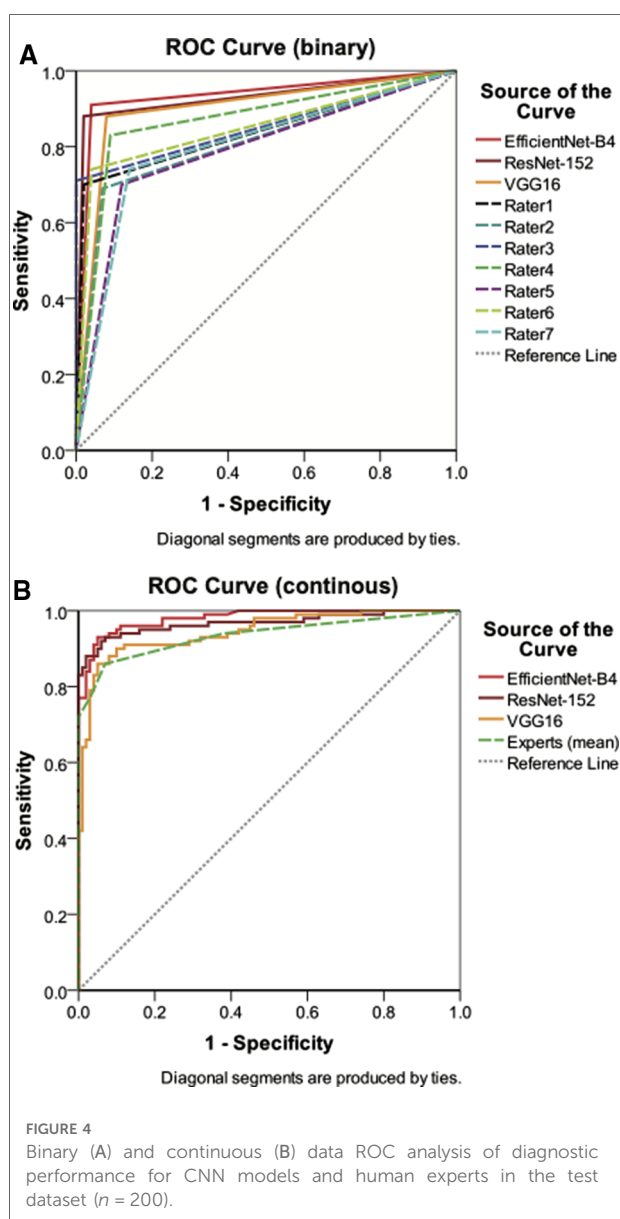 A
ROC Curve (binary)
1.0
0.8
0.6
0.4
0.2
0.0
Sensitivity
0.0 0.2 0.4 0.6 0.8 1.0
1 - Specificity
Diagonal segments are produced by ties.
Source of the
Curve
EfficientNet-B4
ResNet-152
VGG16
Rater1
Rater2
Rater3
Rater4
Rater5
Rater6
Rater7
Reference Line
B
ROC Curve (continous)
1.0
0.8
0.6
0.4
0.2
0.0
Sensitivity
0.0 0.2 0.4 0.6 0.8 1.0
1 - Specificity
Diagonal segments are produced by ties.
Source of the
Curve
EfficientNet-B4
ResNet-152
VGG16
Experts (mean)
Reference Line
FIGURE 4
Binary (A) and continuous (B) data ROC analysis of diagnostic
performance for CNN models and human experts in the test
dataset (n = 200).